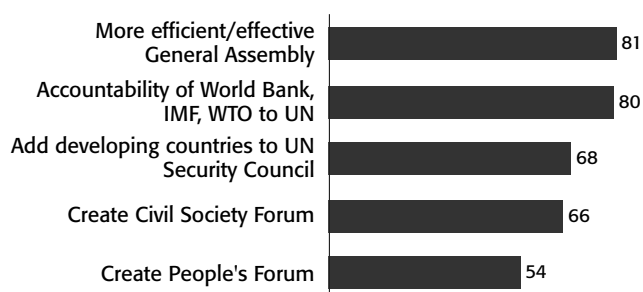 More efficient/effective
General Assembly
81
Accountability of World Bank,
IMF, WTO to UN
80
Add developing countries to UN
Security Council
68
Create Civil Society Forum
66
Create People's Forum
54